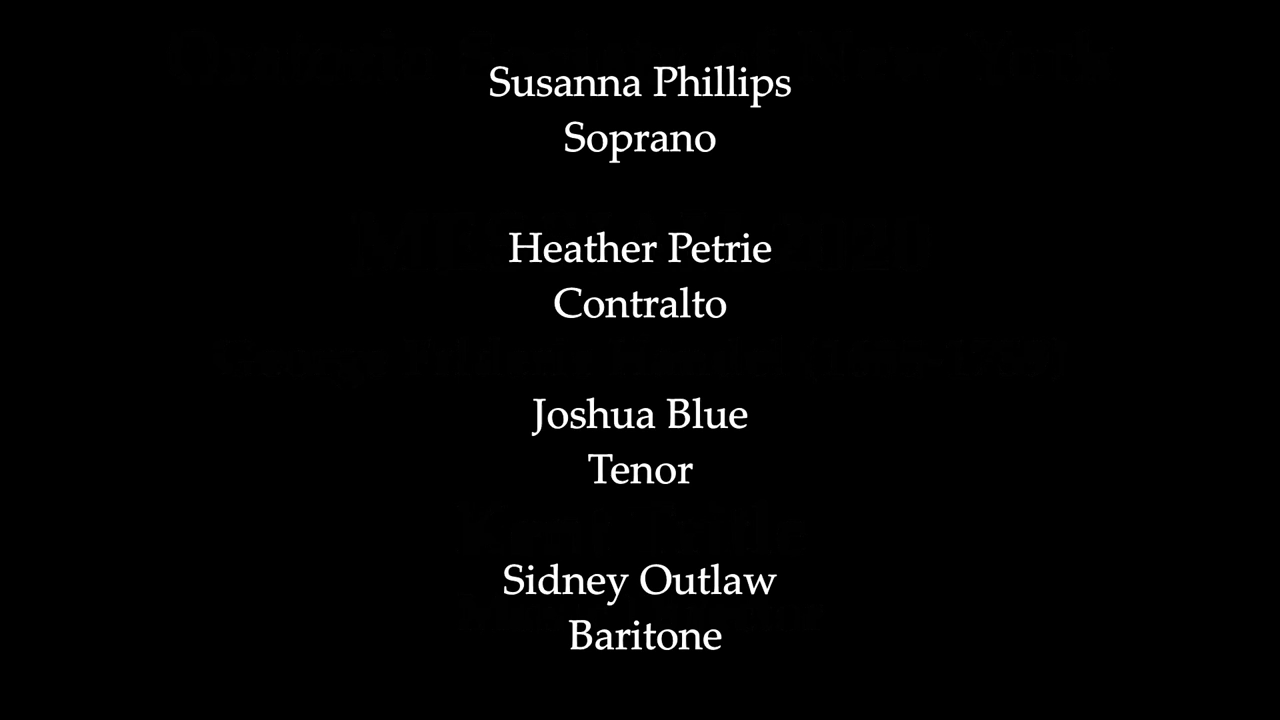 Susanna Phillips
Soprano
Heather Petrie
Contralto
Joshua Blue
Tenor
Sidney Outlaw
Baritone